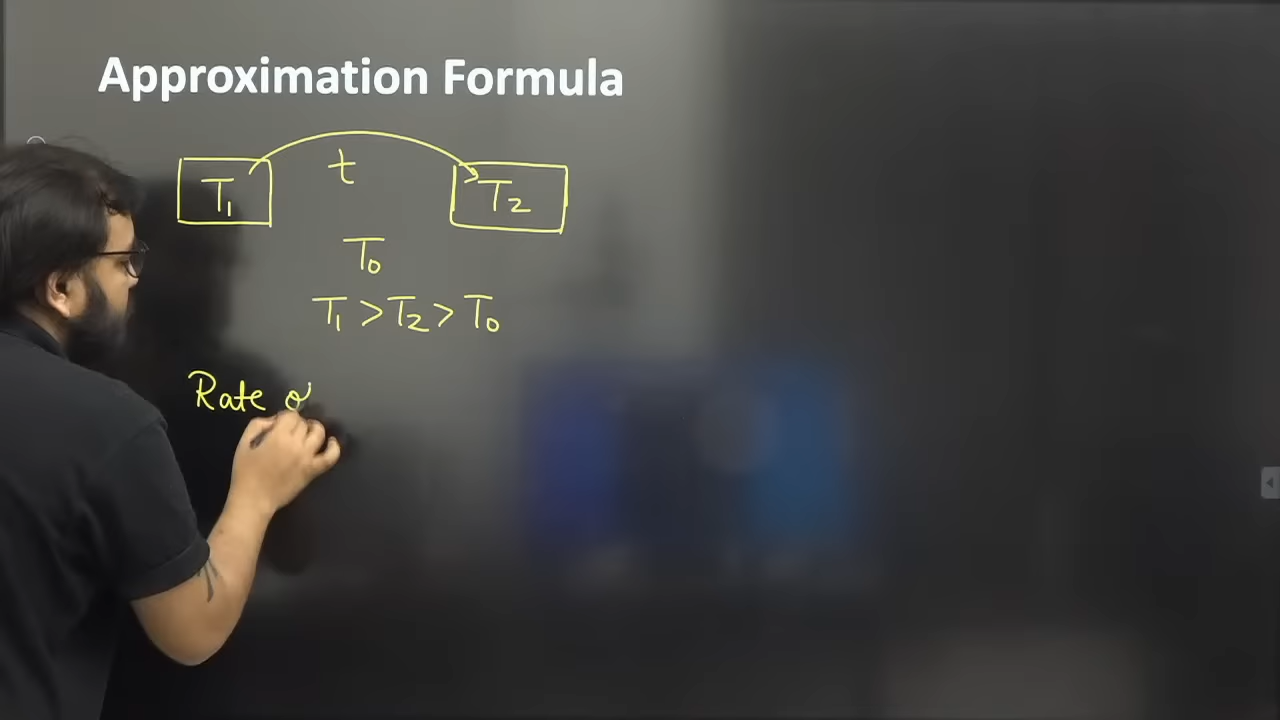 Approximation Formula
T₁ t T₂
T₀
T₁ > T₂ > T₀
Rate o